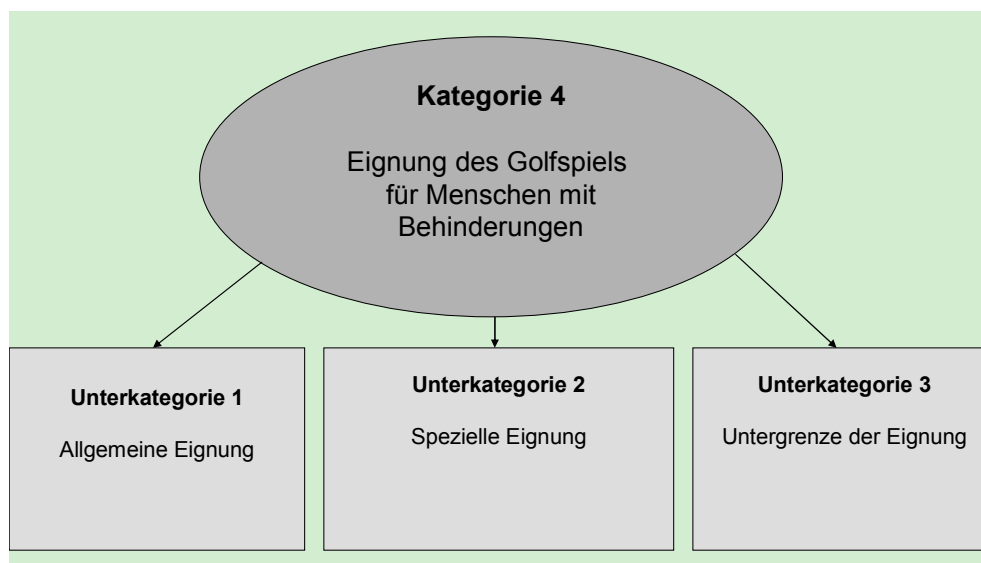 Kategorie 4
Eignung des Golfspiels
für Menschen mit
Behinderungen
Unterkategorie 1
Allgemeine Eignung
Unterkategorie 2
Spezielle Eignung
Unterkategorie 3
Untergrenze der Eignung